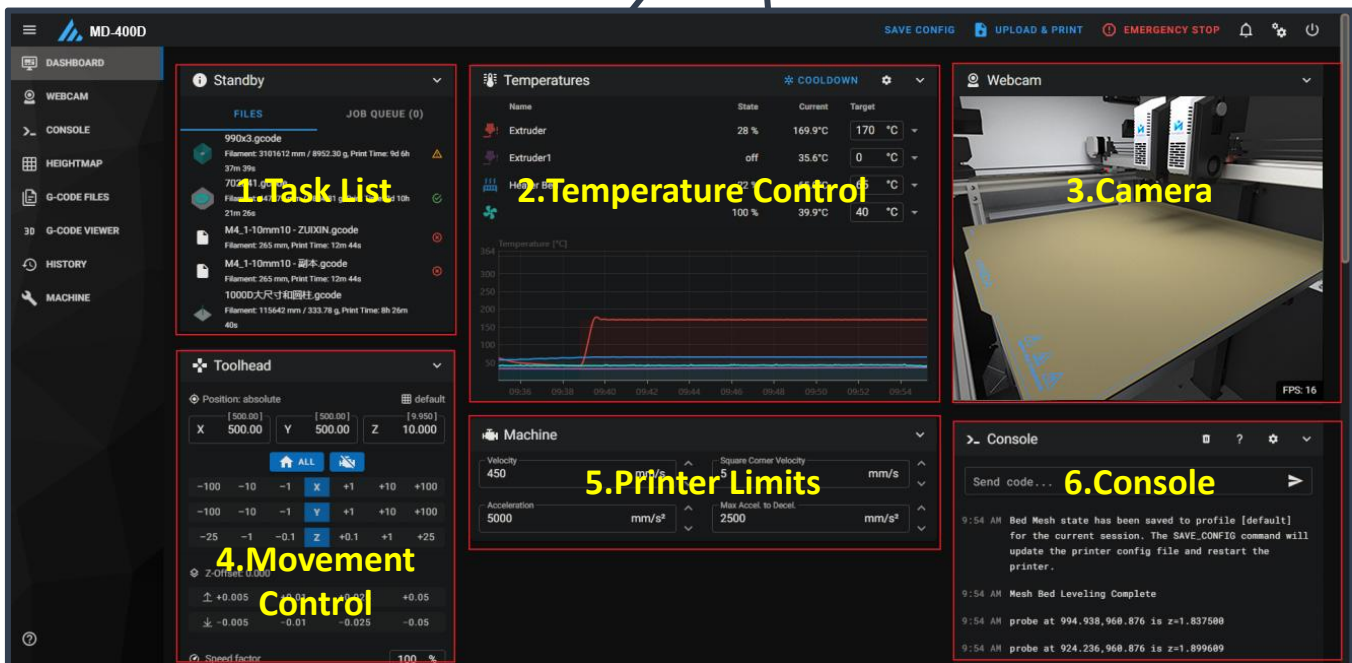 MD-400D
SAVE CONFIG
UPLOAD & PRINT
EMERGENCY STOP
DASHBOARD
WEBCAM
CONSOLE
HEIGHTMAP
G-CODE FILES
3D G-CODE VIEWER
HISTORY
MACHINE
Standby
FILES JOB QUEUE (0)
990x3.gcode
Filament: 3101612 mm / 8952.30 g, Print Time: 9d 6h
37m 39s
21m 26s
1.Task List
M4_1-10mm10 - ZUIXIN.gcode
Filament: 265 mm, Print Time: 12m 44s
M4_1-10mm10 - 副本.gcode
Filament: 265 mm, Print Time: 12m 44s
1000D大尺寸和圆柱.gcode
Filament: 115642 mm / 333.78 g, Print Time: 8h 26m
40s
Temperatures
COOLDOWN
Name State Current Target
Extruder 28 % 169.9°C 170 °C
Extruder1 off 35.6°C 0 °C
Heater Bed °C
100 % 39.9°C 40 °C
2.Temperature Control
Temperature [°C]
364
300
250
200
150
100
50
09:36 09:38 09:40 09:42 09:44 09:46 09:48 09:50 09:52 09:54
Webcam
3.Camera
FPS: 16
Toolhead
Position: absolute default
[500.00] [500.00] [9.950]
X 500.00 Y 500.00 Z 10.000
ALL
-100 -10 -1 X +1 +10 +100
-100 -10 -1 Y +1 +10 +100
-25 -1 -0.1 Z +0.1 +1 +25
4.Movement
Control
Z-Offset: 0.000
+0.005 +0.01 +0.025 +0.05
-0.005 -0.01 -0.025 -0.05
Speed factor 100 %
Machine
Velocity
450 mm/s
Square Corner Velocity
5 mm/s
5.Printer Limits
Acceleration
5000 mm/s²
Max Accel. to Decel.
2500 mm/s²
>_ Console
Send code...
6.Console
9:54 AM Bed Mesh state has been saved to profile [default]
for the current session. The SAVE_CONFIG command will
update the printer config file and restart the
printer.
9:54 AM Mesh Bed Leveling Complete
9:54 AM probe at 994.938,960.876 is z=1.837500
9:54 AM probe at 924.236,960.876 is z=1.899609